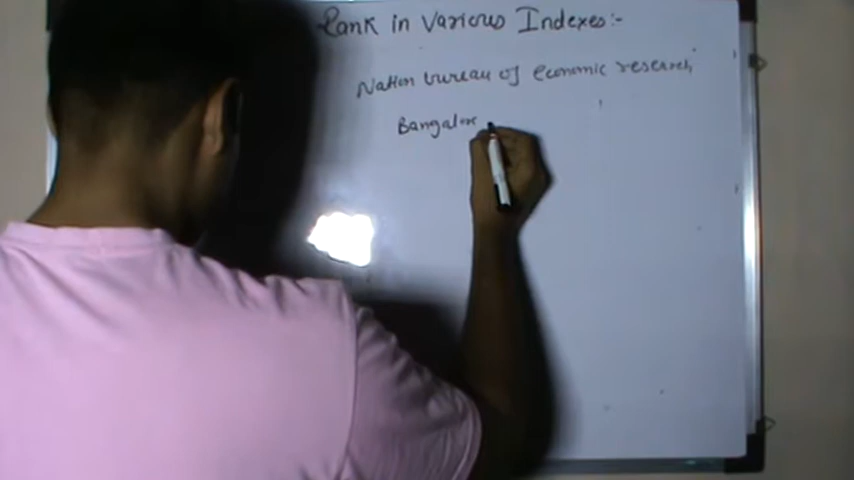 Rank in Various Indexes:-
Nation bureau of economic research,
Bangalor